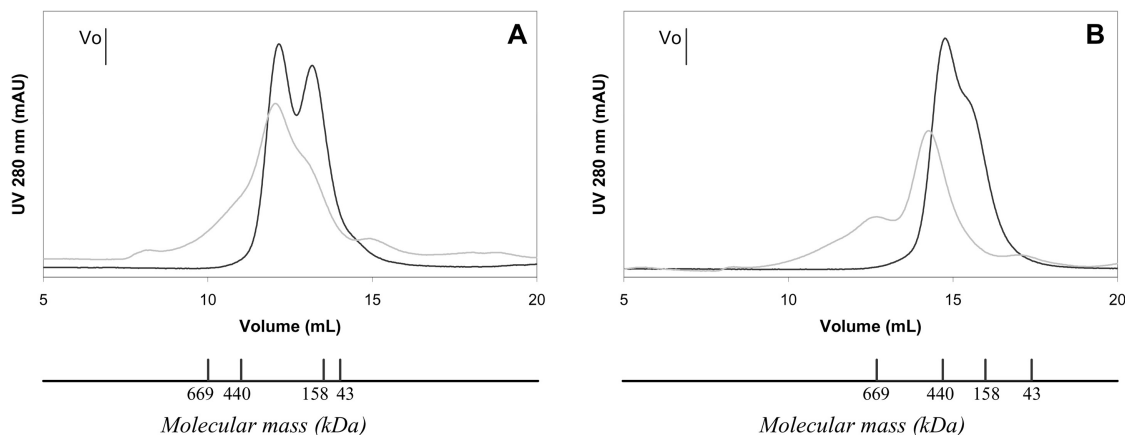 Vo
A
UV 280 nm (mAU)
5 10 15 20
Volume (mL)
669 440 158 43
Molecular mass (kDa)
Vo
B
UV 280 nm (mAU)
5 10 15 20
Volume (mL)
669 440 158 43
Molecular mass (kDa)